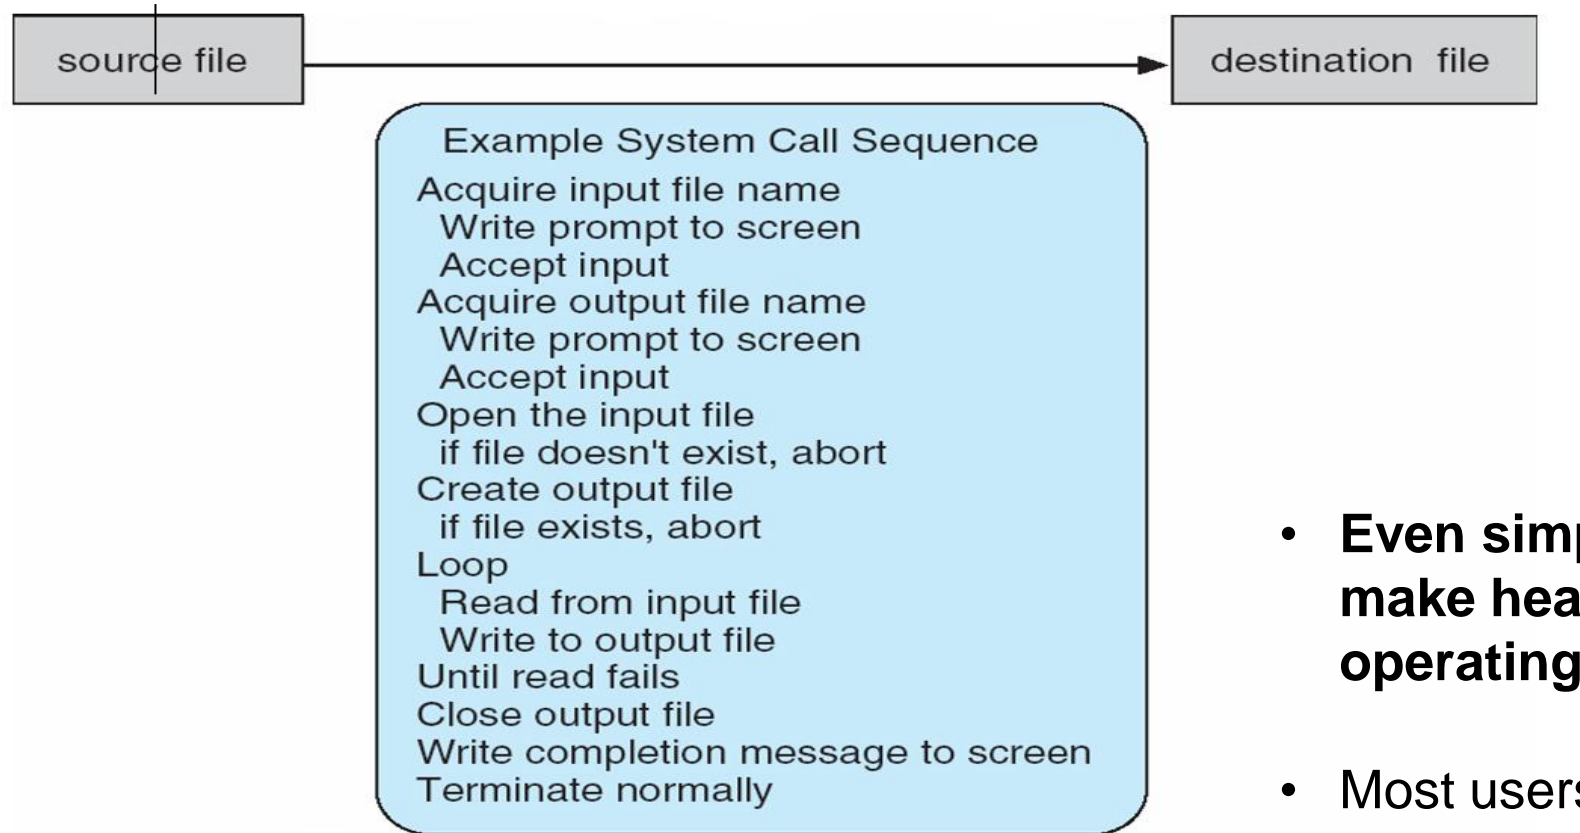 source file
destination file
Example System Call Sequence
Acquire input file name
Write prompt to screen
Accept input
Acquire output file name
Write prompt to screen
Accept input
Open the input file
if file doesn't exist, abort
Create output file
if file exists, abort
Loop
Read from input file
Write to output file
Until read fails
Close output file
Write completion message to screen
Terminate normally
• Even
make
operating
• Most users